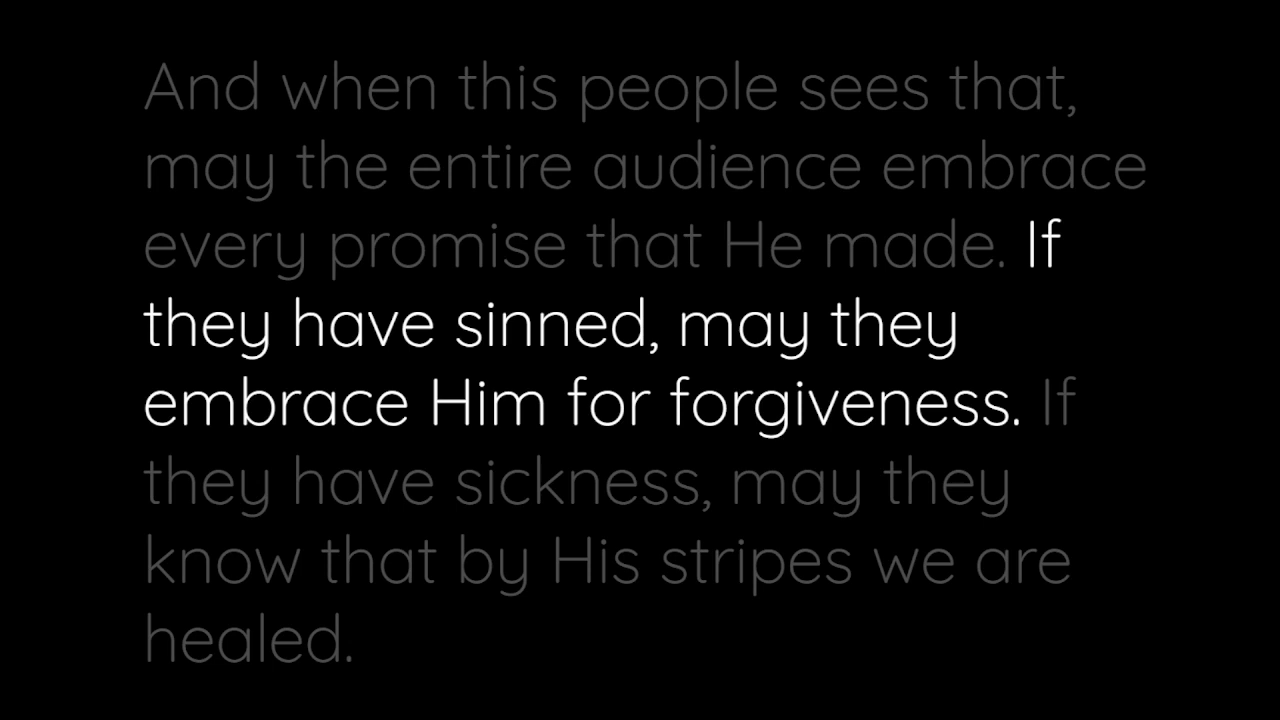 And when this people sees that,
may the entire audience embrace
every promise that He made. If
they have sinned, may they
embrace Him for forgiveness. If
they have sickness, may they
know that by His stripes we are
healed.